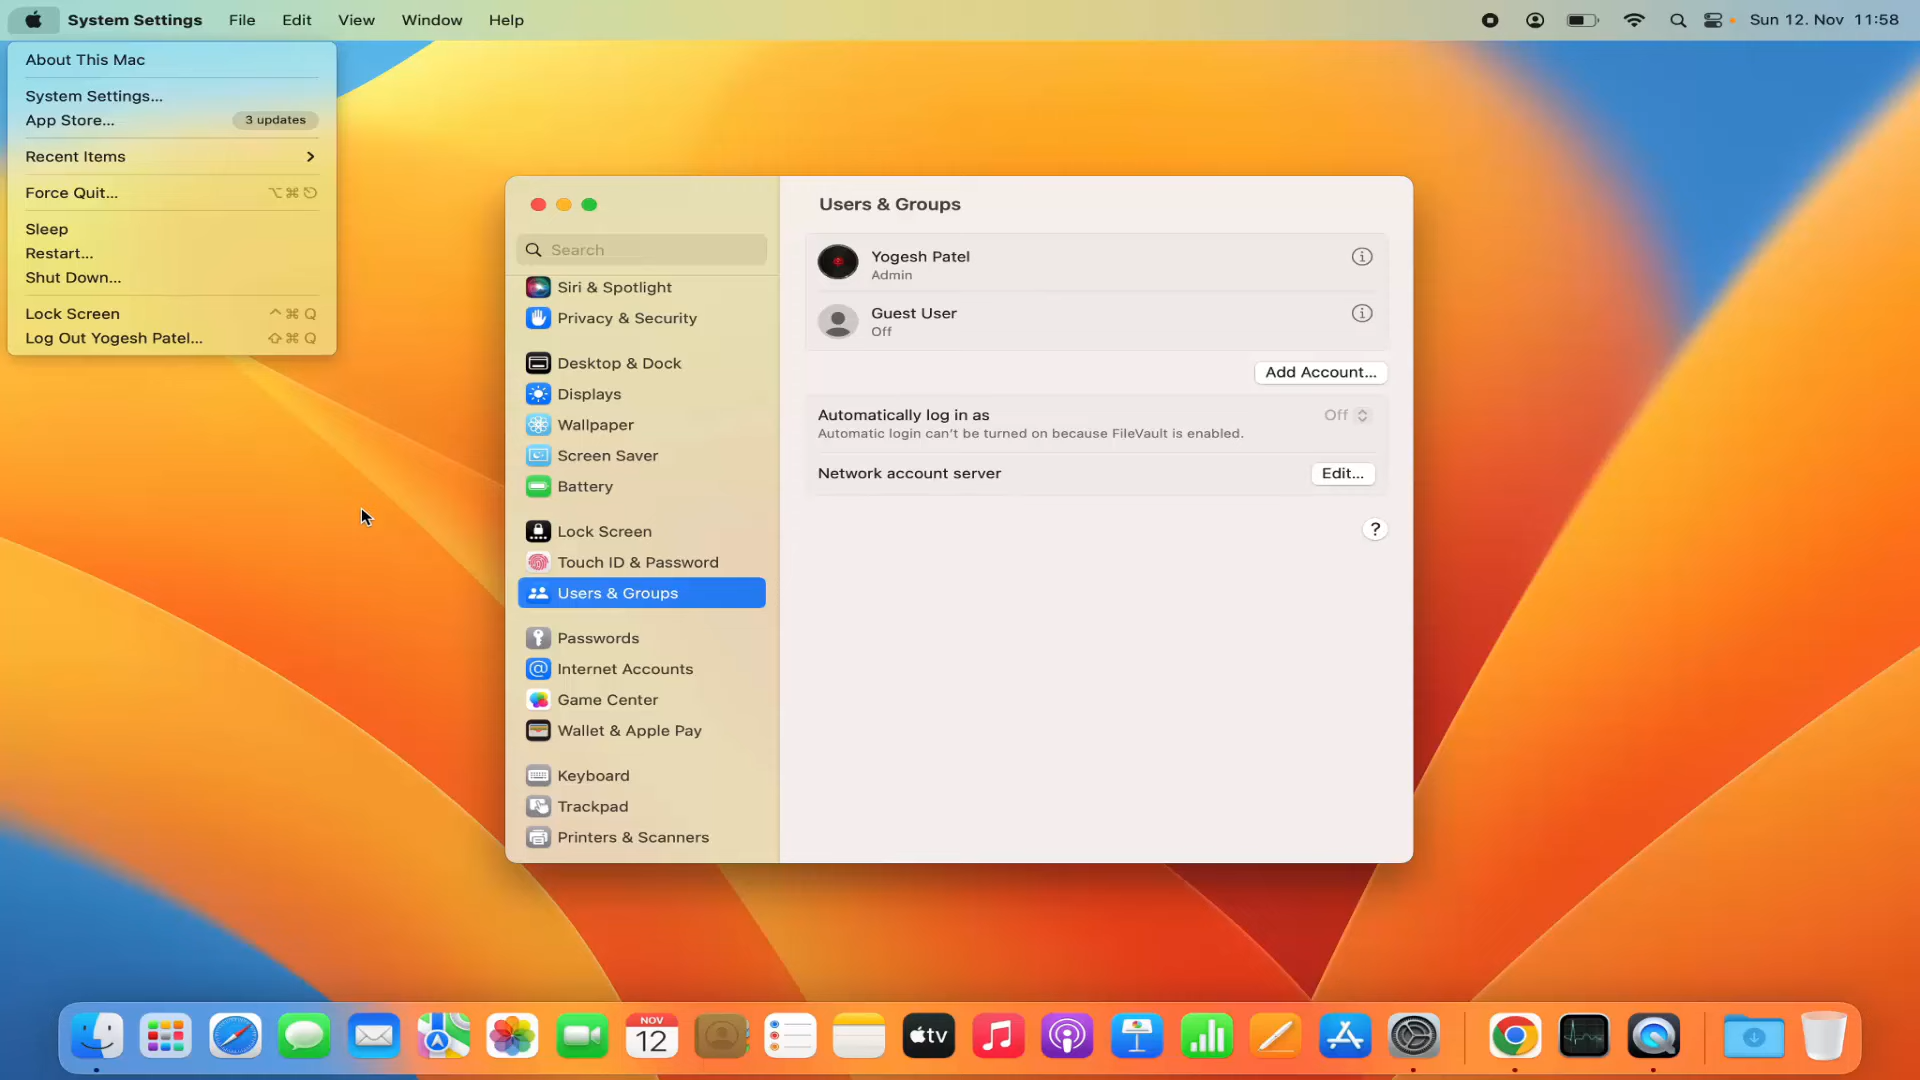 System Settings File Edit View Window Help Sun 12. Nov 11:58
About This Mac
System Settings...
App Store... 3 updates
Recent Items
Force Quit... ⌥⌘⎋
Sleep
Restart...
Shut Down...
Lock Screen ^⌘Q
Log Out Yogesh Patel... ⇧⌘Q
Search
Siri & Spotlight
Privacy & Security
Desktop & Dock
Displays
Wallpaper
Screen Saver
Battery
Lock Screen
Touch ID & Password
Users & Groups
Passwords
Internet Accounts
Game Center
Wallet & Apple Pay
Keyboard
Trackpad
Printers & Scanners
Users & Groups
Yogesh Patel
Admin
Guest User
Off
Add Account...
Automatically log in as Off
Automatic login can't be turned on because FileVault is enabled.
Network account server Edit...
?
NOV
12
tv